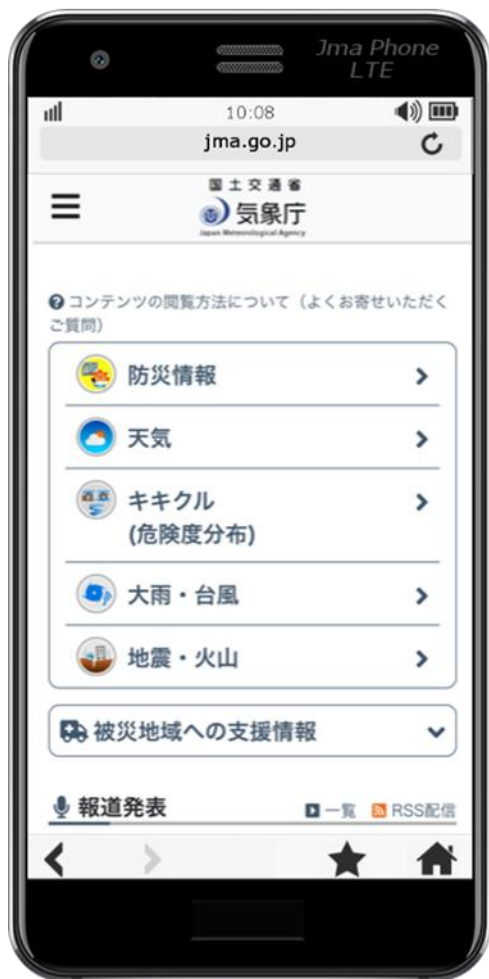 Jma Phone
LTE
10:08
jma.go.jp
国土交通省
気象庁
Japan Meteorological Agency
コンテンツの閲覧方法について（よくお寄せいただく
ご質問）
防災情報
天気
キキクル
(危険度分布)
大雨・台風
地震・火山
被災地域への支援情報
報道発表
一覧 RSS配信